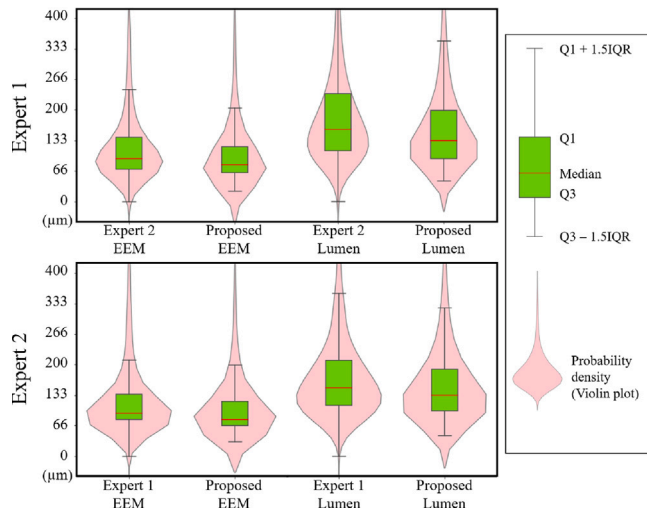 Expert 1
400
333
266
200
133
66
0
(μm)
Expert 2
EEM
Proposed
EEM
Expert 2
Lumen
Proposed
Lumen
Expert 2
400
333
266
200
133
66
0
(μm)
Expert 1
EEM
Proposed
EEM
Expert 1
Lumen
Proposed
Lumen
Q1 + 1.5IQR
Q1
Median
Q3
Q3 – 1.5IQR
Probability
density
(Violin plot)